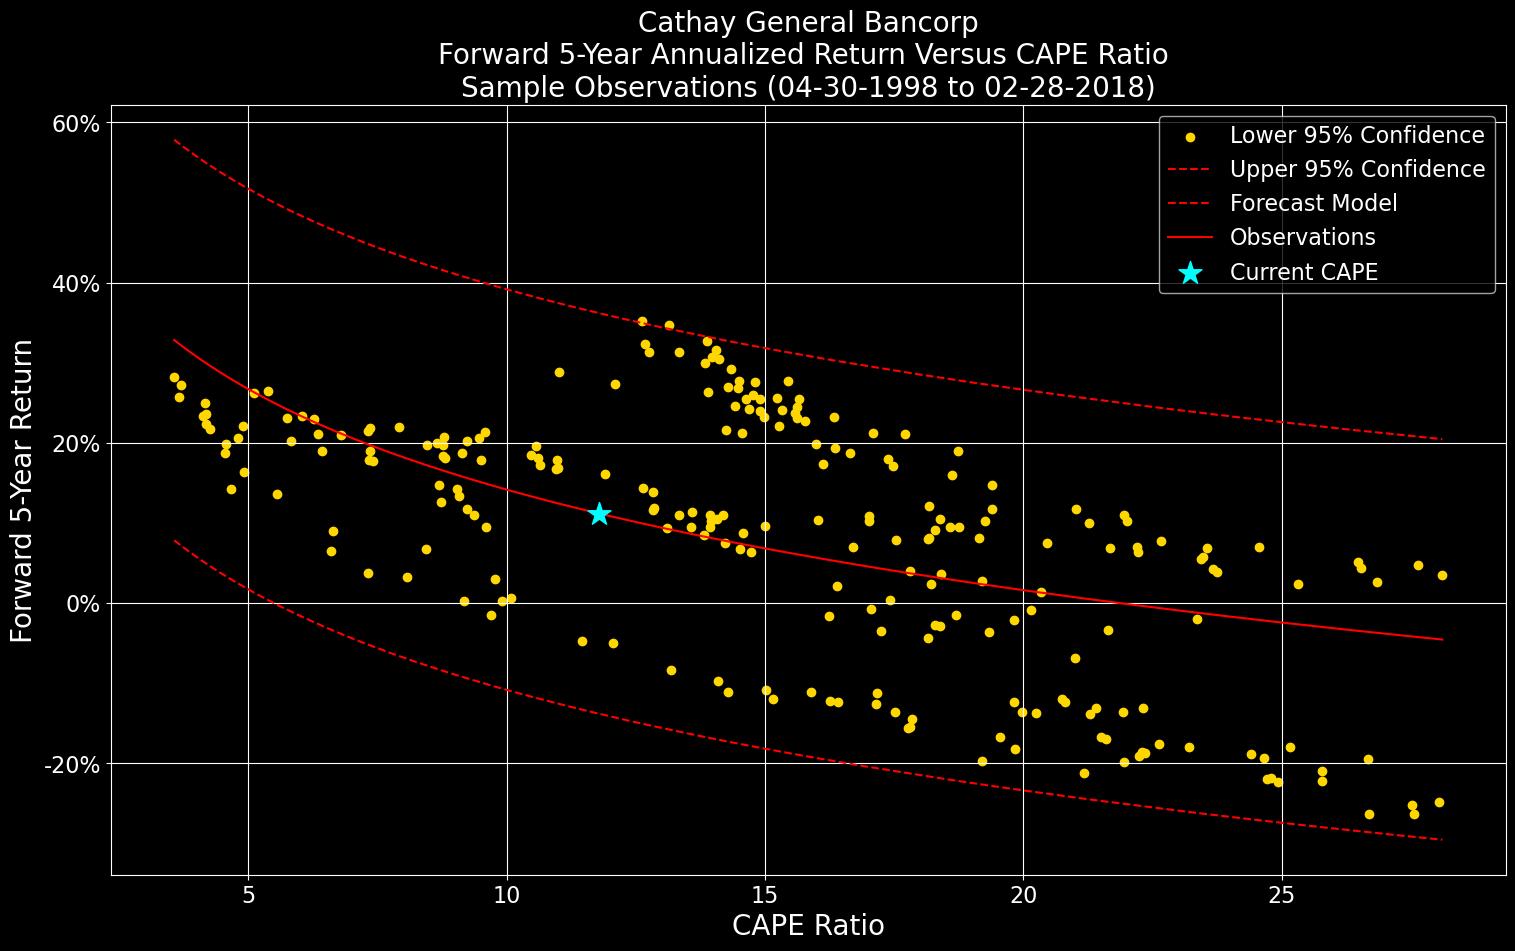 Cathay General Bancorp
Forward 5-Year Annualized Return Versus CAPE Ratio
Sample Observations (04-30-1998 to 02-28-2018)
Forward 5-Year Return
60%
40%
20%
0%
-20%
Lower 95% Confidence
Upper 95% Confidence
Forecast Model
Observations
Current CAPE
5
10
15
20
25
CAPE Ratio